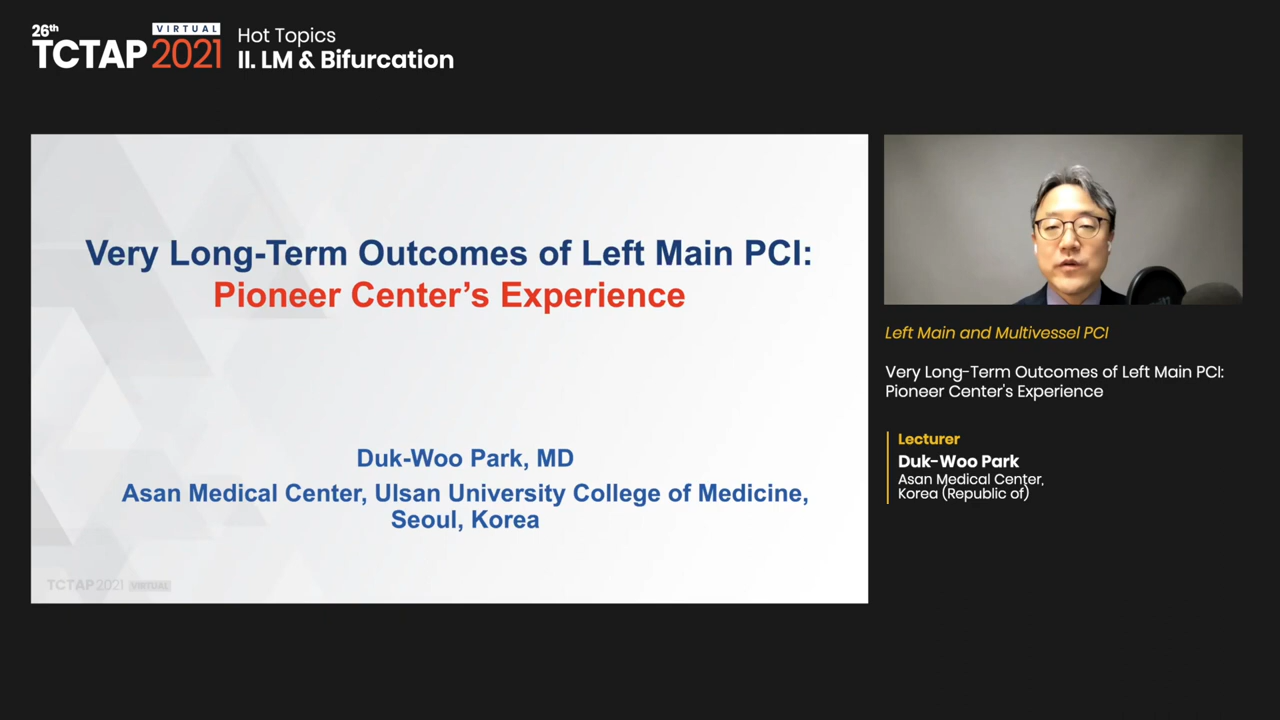 26th
VIRTUAL
TCTAP 2021
Hot Topics
II. LM & Bifurcation
Very Long-Term Outcomes of Left Main PCI:
Pioneer Center’s Experience
Duk-Woo Park, MD
Asan Medical Center, Ulsan University College of Medicine,
Seoul, Korea
TCTAP 2021 VIRTUAL
Left Main and Multivessel PCI
Very Long-Term Outcomes of Left Main PCI:
Pioneer Center's Experience
Lecturer
Duk-Woo Park
Asan Medical Center,
Korea (Republic of)